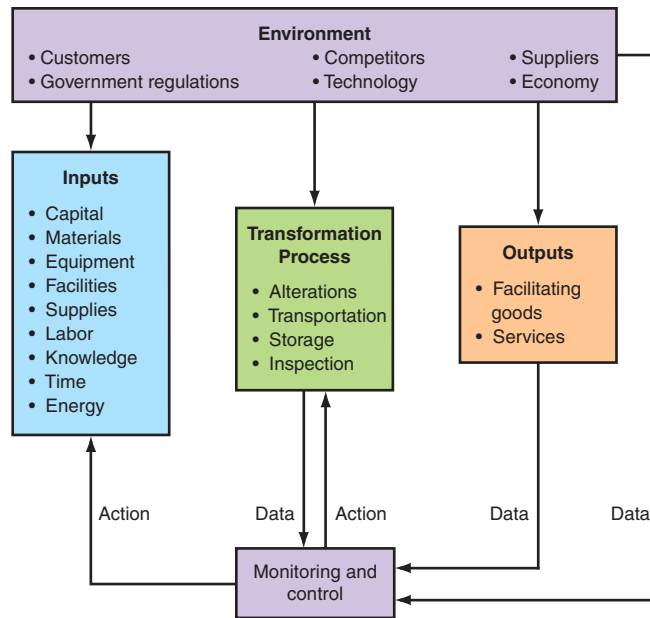 Environment
• Customers
• Competitors
• Suppliers
• Government regulations
• Technology
• Economy
Inputs
• Capital
• Materials
• Equipment
• Facilities
• Supplies
• Labor
• Knowledge
• Time
• Energy
Transformation
Process
• Alterations
• Transportation
• Storage
• Inspection
Outputs
• Facilitating
goods
• Services
Action
Data
Action
Data
Data
Monitoring and
control